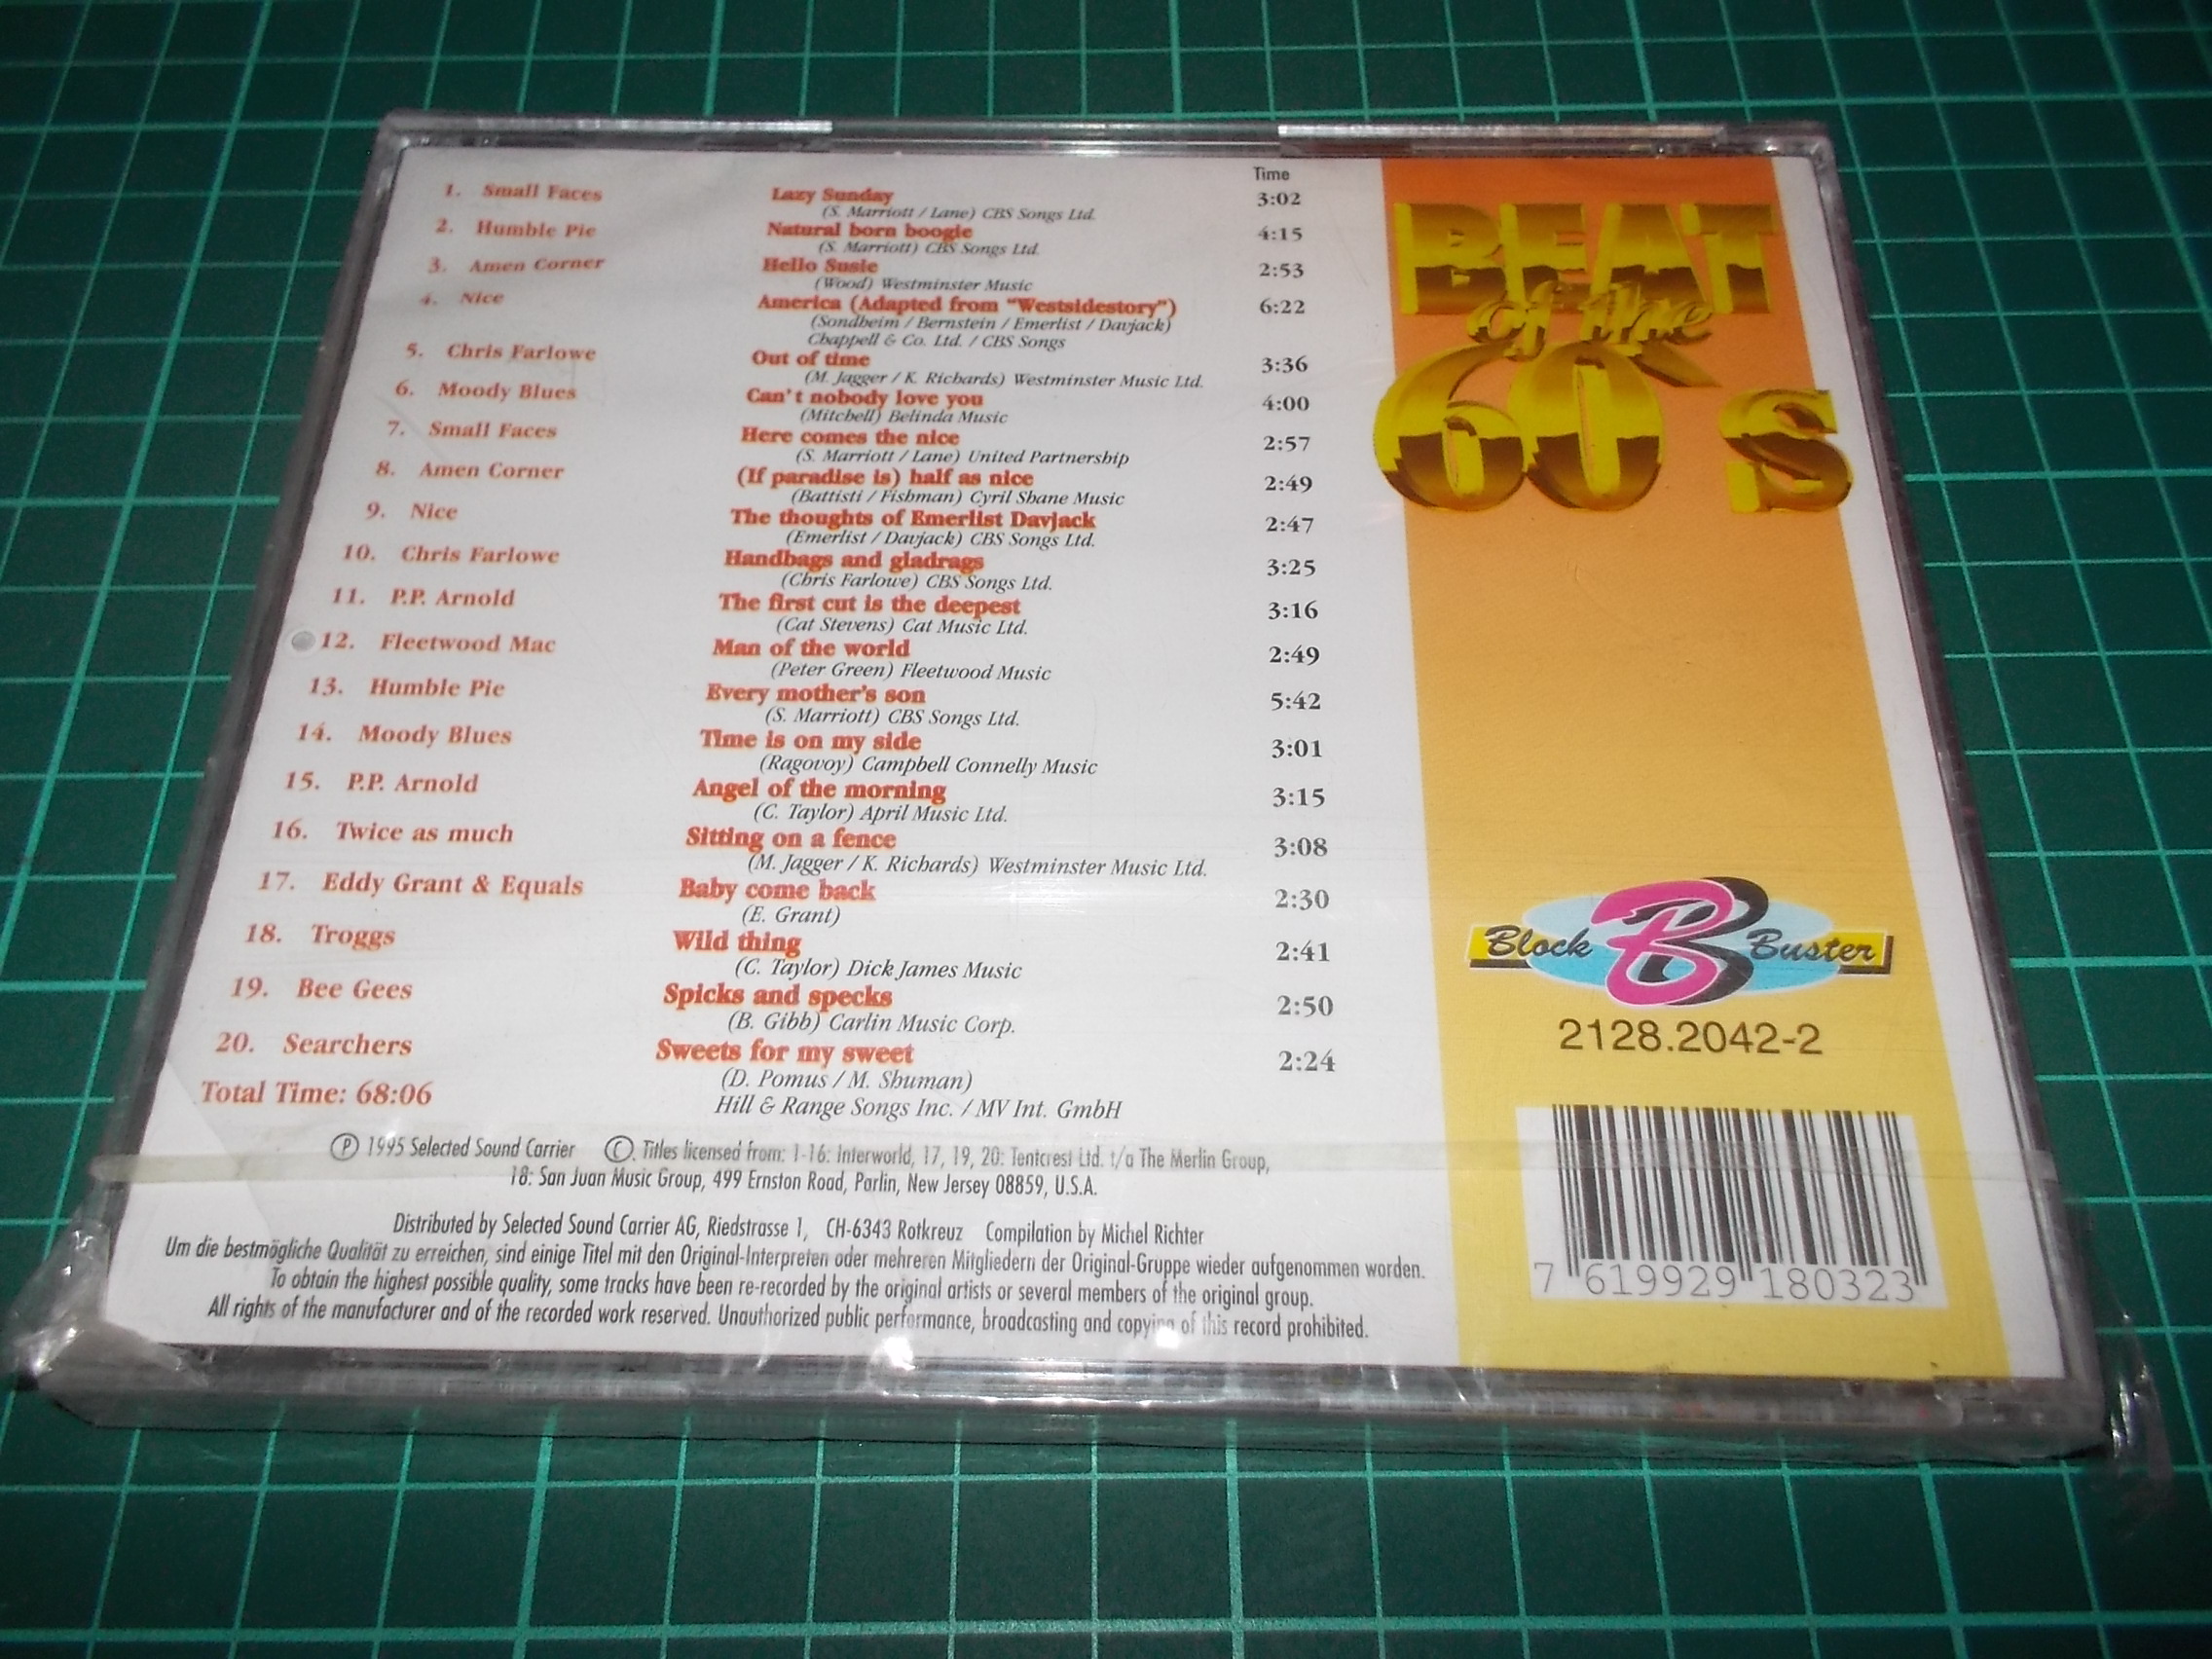 Time
1. Small Faces Lazy Sunday 3:02
(S. Marriott / Lane) CBS Songs Ltd.
2. Humble Pie Natural born boogie 4:15
(S. Marriott) CBS Songs Ltd.
3. Amen Corner Hello Susie 2:53
(Wood) Westminster Music
4. Nice America (Adapted from "Westsidestory") 6:22
(Sondheim / Bernstein / Emerlist / Davjack)
Chappell & Co. Ltd. / CBS Songs
5. Chris Farlowe Out of time 3:36
(M. Jagger / K. Richards) Westminster Music Ltd.
6. Moody Blues Can't nobody love you 4:00
(Mitchell) Belinda Music
7. Small Faces Here comes the nice 2:57
(S. Marriott / Lane) United Partnership
8. Amen Corner (If paradise is) half as nice 2:49
(Battisti / Fishman) Cyril Shane Music
9. Nice The thoughts of Emerlist Davjack 2:47
(Emerlist / Davjack) CBS Songs Ltd.
10. Chris Farlowe Handbags and gladrags 3:25
(Chris Farlowe) CBS Songs Ltd.
11. P.P. Arnold The first cut is the deepest 3:16
(Cat Stevens) Cat Music Ltd.
12. Fleetwood Mac Man of the world 2:49
(Peter Green) Fleetwood Music
13. Humble Pie Every mother's son 5:42
(S. Marriott) CBS Songs Ltd.
14. Moody Blues Time is on my side 3:01
(Ragovoy) Campbell Connelly Music
15. P.P. Arnold Angel of the morning 3:15
(C. Taylor) April Music Ltd.
16. Twice as much Sitting on a fence 3:08
(M. Jagger / K. Richards) Westminster Music Ltd.
17. Eddy Grant & Equals Baby come back 2:30
(E. Grant)
18. Troggs Wild thing 2:41
(C. Taylor) Dick James Music
19. Bee Gees Spicks and specks 2:50
(B. Gibb) Carlin Music Corp.
20. Searchers Sweets for my sweet 2:24
(D. Pomus / M. Shuman)
Total Time: 68:06
Hill & Range Songs Inc. / MV Int. GmbH
Ⓟ 1995 Selected Sound Carrier Ⓒ. Titles licensed from: 1-16: Interworld, 17, 19, 20: Tentcrest Ltd. t/a The Merlin Group,
18: San Juan Music Group, 499 Ernston Road, Parlin, New Jersey 08859, U.S.A.
Distributed by Selected Sound Carrier AG, Riedstrasse 1, CH-6343 Rotkreuz Compilation by Michel Richter
Um die bestmögliche Qualität zu erreichen, sind einige Titel mit den Original-Interpreten oder mehreren Mitgliedern der Original-Gruppe wieder aufgenommen worden.
To obtain the highest possible quality, some tracks have been re-recorded by the original artists or several members of the original group.
All rights of the manufacturer and of the recorded work reserved. Unauthorized public performance, broadcasting and copying of this record prohibited.
BEAT
of the
60's
Block B Buster
2128.2042-2
7 619929 180323